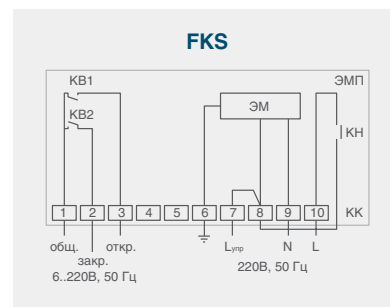 FKS
КВ1
ЭМП
ЭМ
КВ2
КН
1 2 3 4 5 6 7 8 9 10 КК
общ. откр. Lупр N L
закр. 220В, 50 Гц
6..220В, 50 Гц